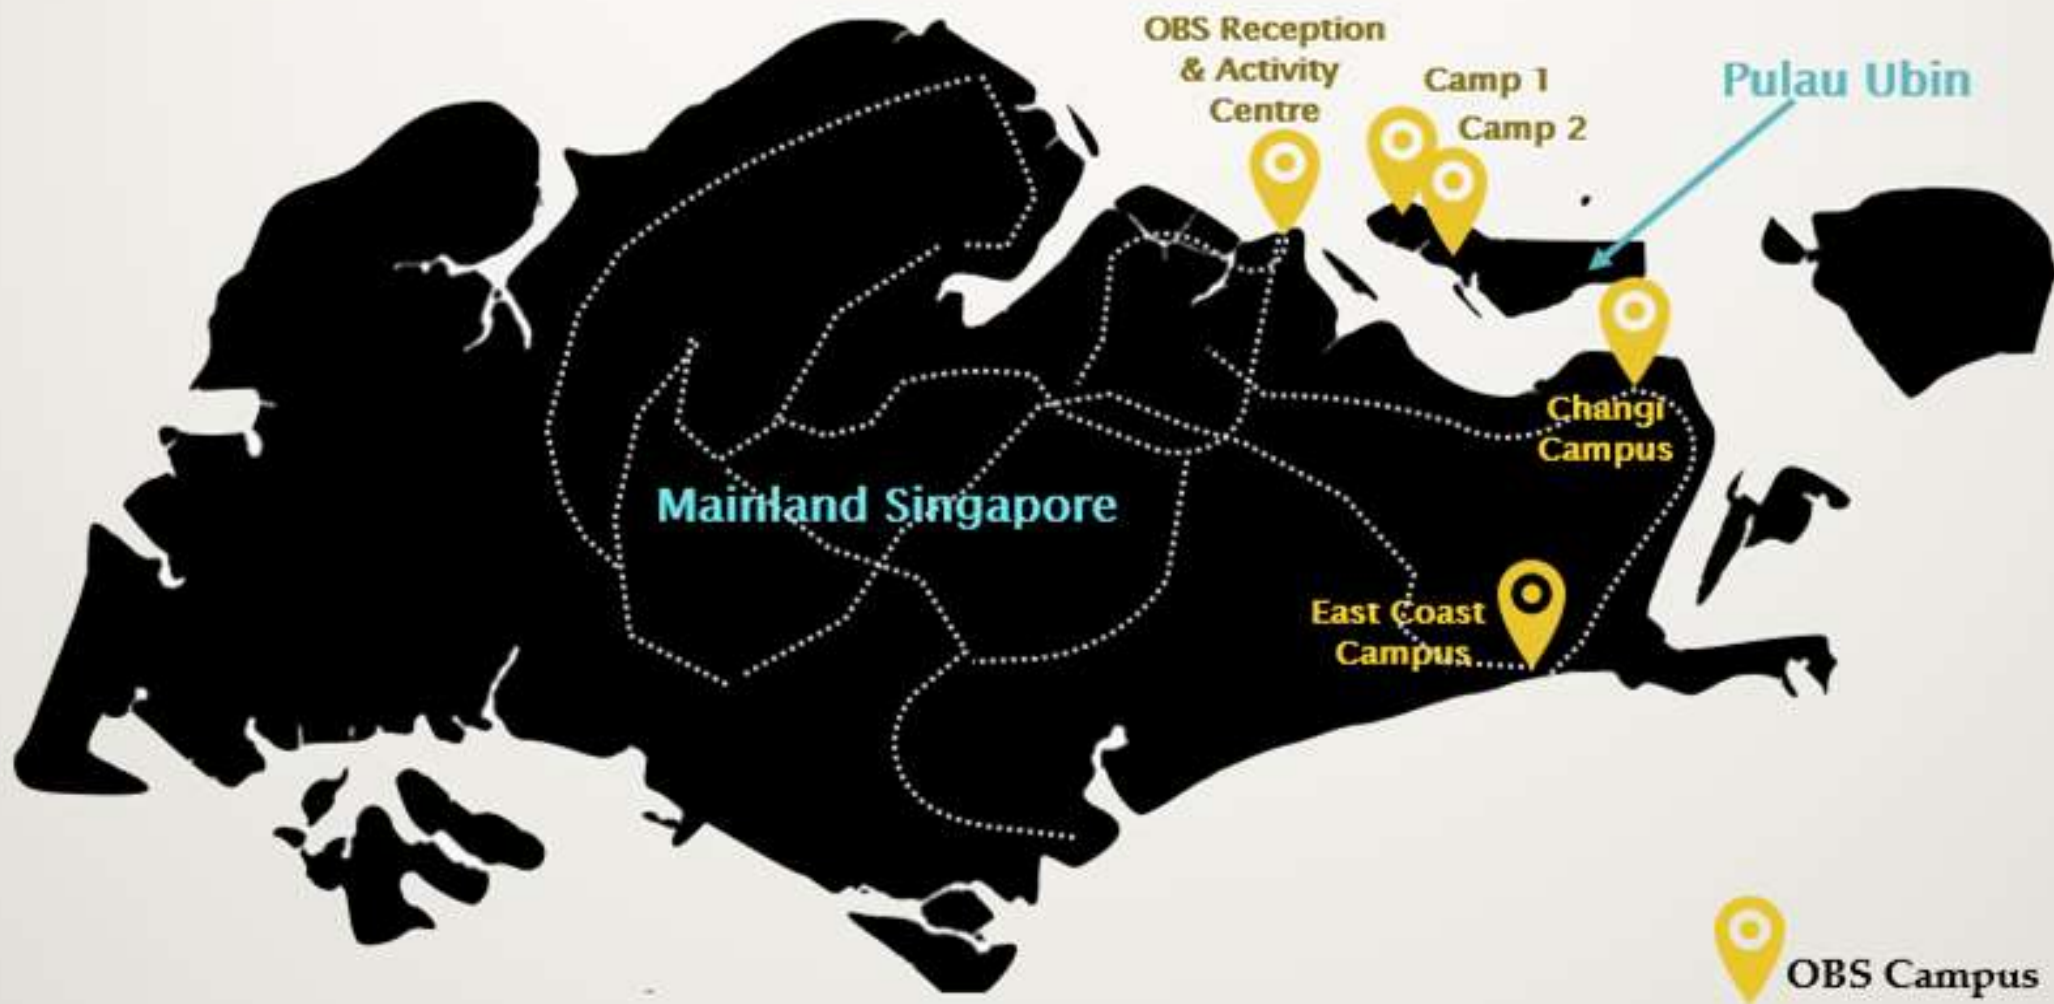 OBS Reception
& Activity
Centre
Camp 1
Camp 2
Pulau Ubin
Changi
Campus
Mainland Singapore
East Coast
Campus
OBS Campus